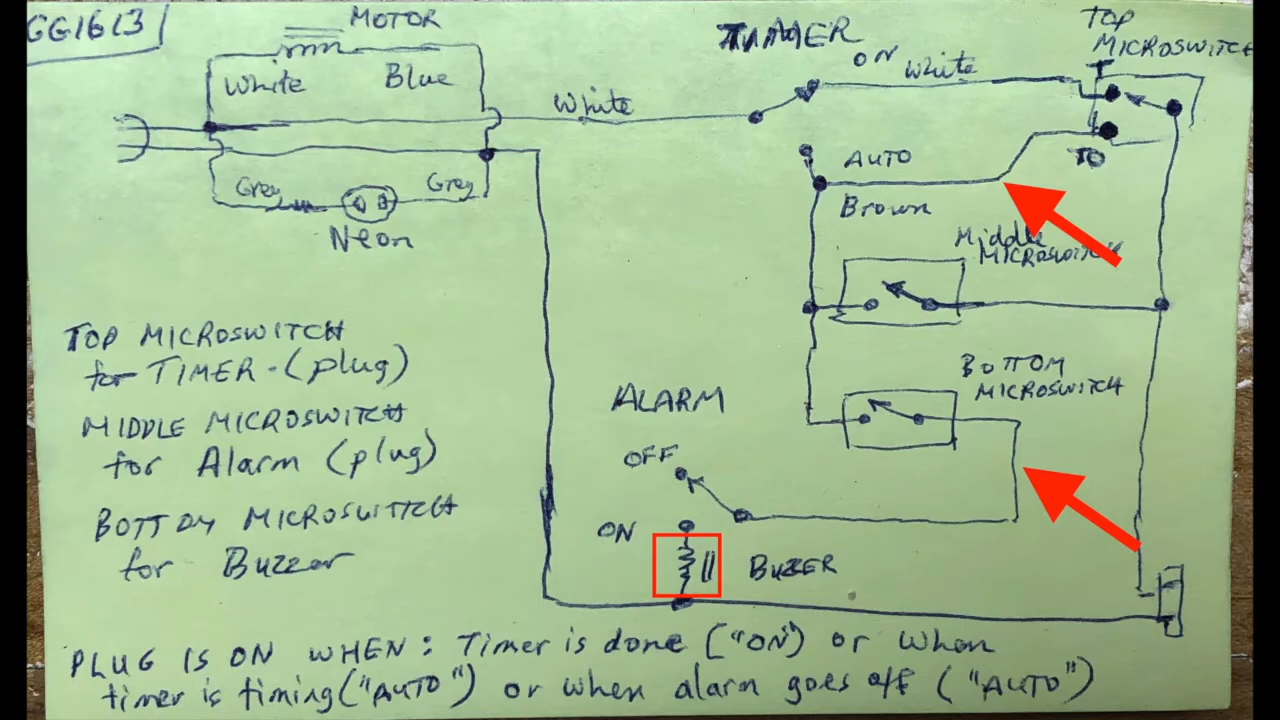 GG1613
MOTOR
White
Blue
White
Grey
Grey
Neon
TIMER
ON
White
TOP
MICROSWITCH
TO
AUTO
Brown
Middle
MICROSWITCH
BOTTOM
MICROSWITCH
ALARM
OFF
ON
BUZZER
TOP MICROSWITCH
for TIMER - (plug)
MIDDLE MICROSWITCH
for Alarm (plug)
BOTTOM MICROSWITTCH
for Buzzer
PLUG IS ON WHEN: Timer is done ("ON") or when
timer is timing ("AUTO") or when alarm goes off ("AUTO")